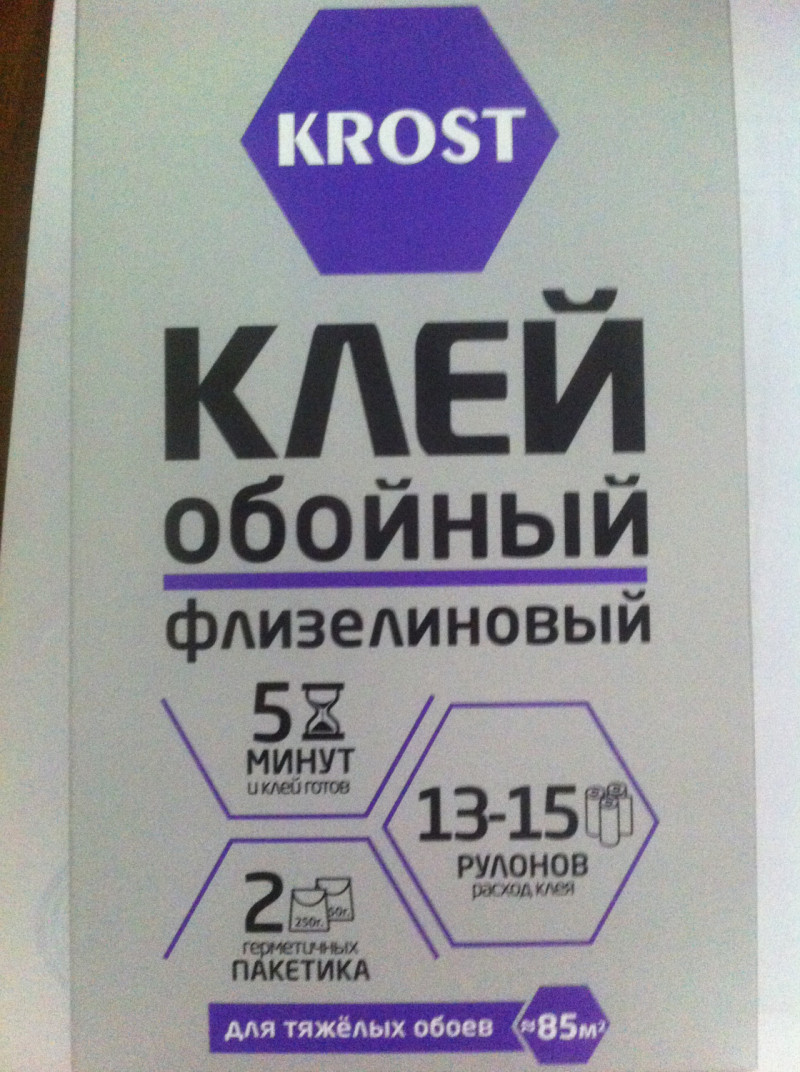 KROST
КЛЕЙ
обойный
флизелиновый
5
МИНУТ
и клей готов
13-15
РУЛОНОВ
расход клея
2
250г.
50г.
герметичных
ПАКЕТИКА
для тяжёлых обоев ≈85м²